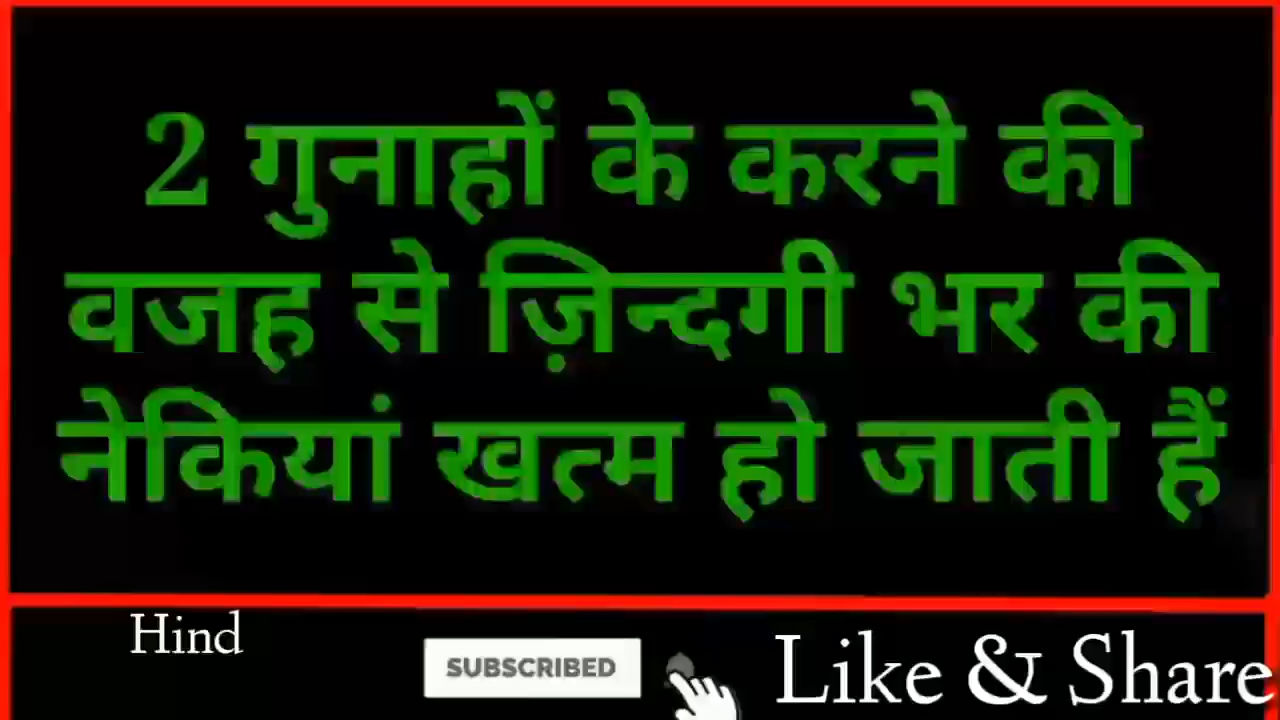 2 गुनाहों के करने की
वजह से ज़िन्दगी भर की
नेकियां खत्म हो जाती हैं
Hind
SUBSCRIBED
Like & Share